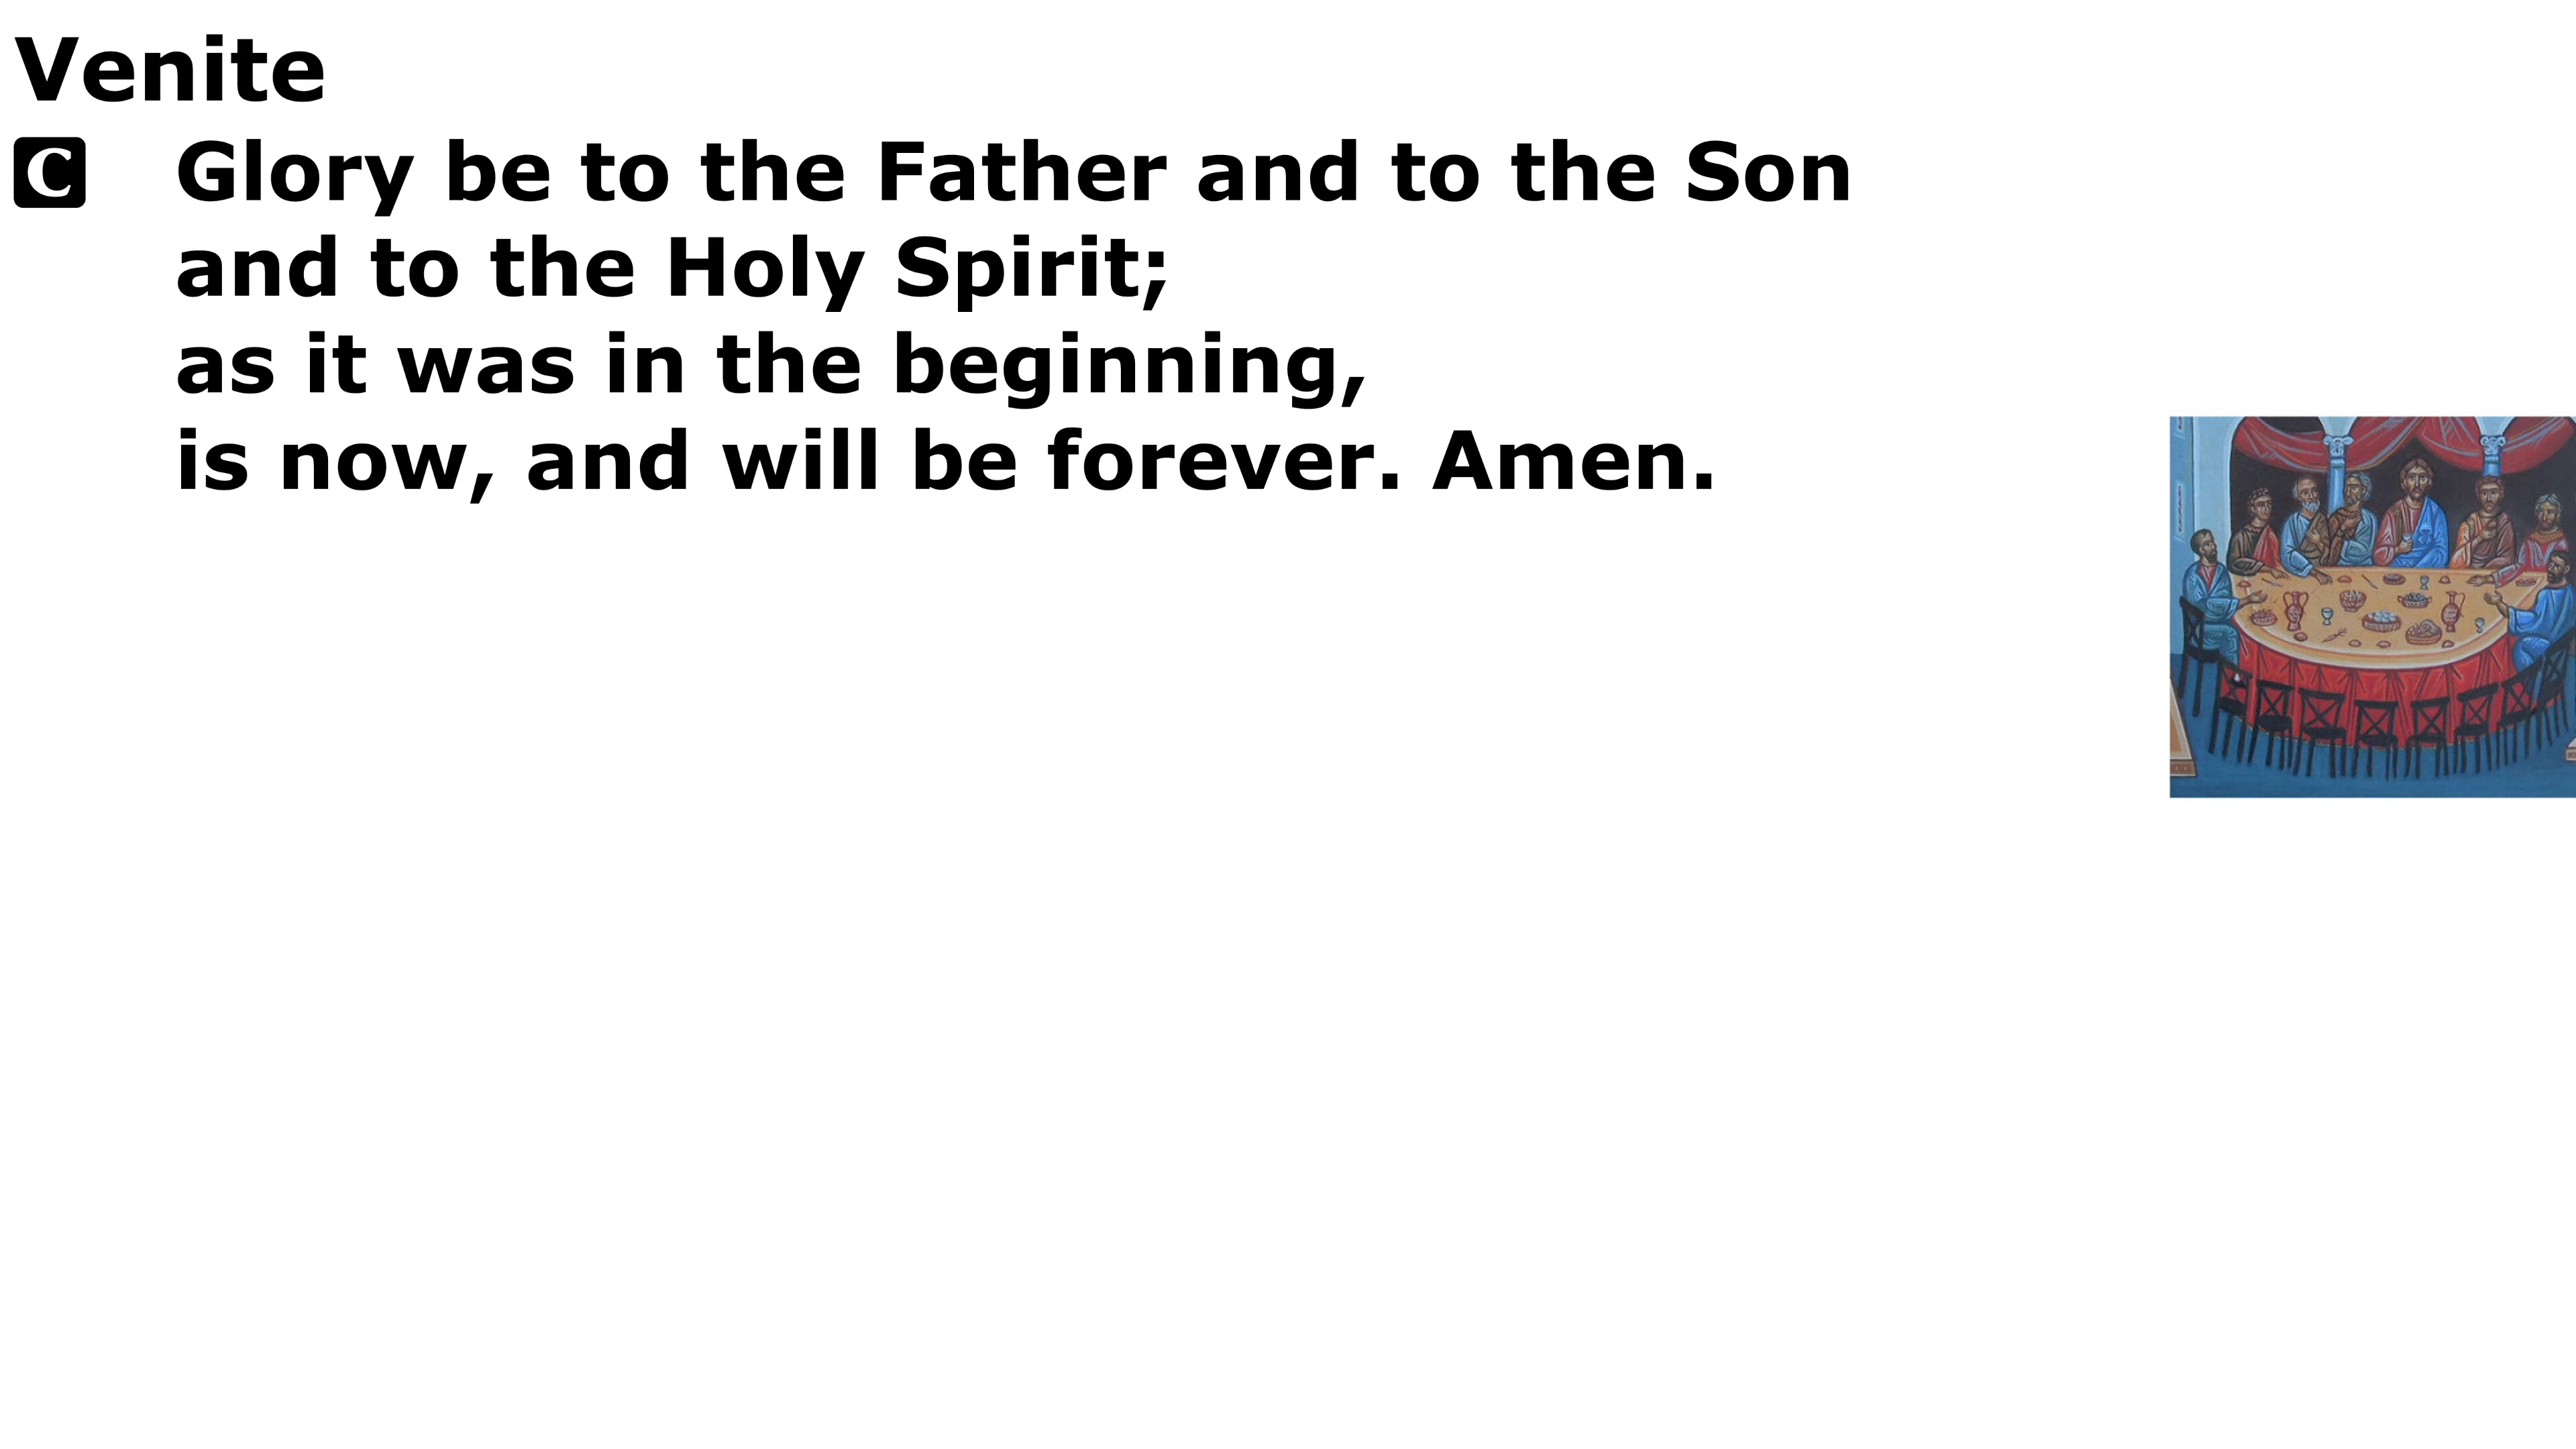 Venite
C Glory be to the Father and to the Son
and to the Holy Spirit;
as it was in the beginning,
is now, and will be forever. Amen.